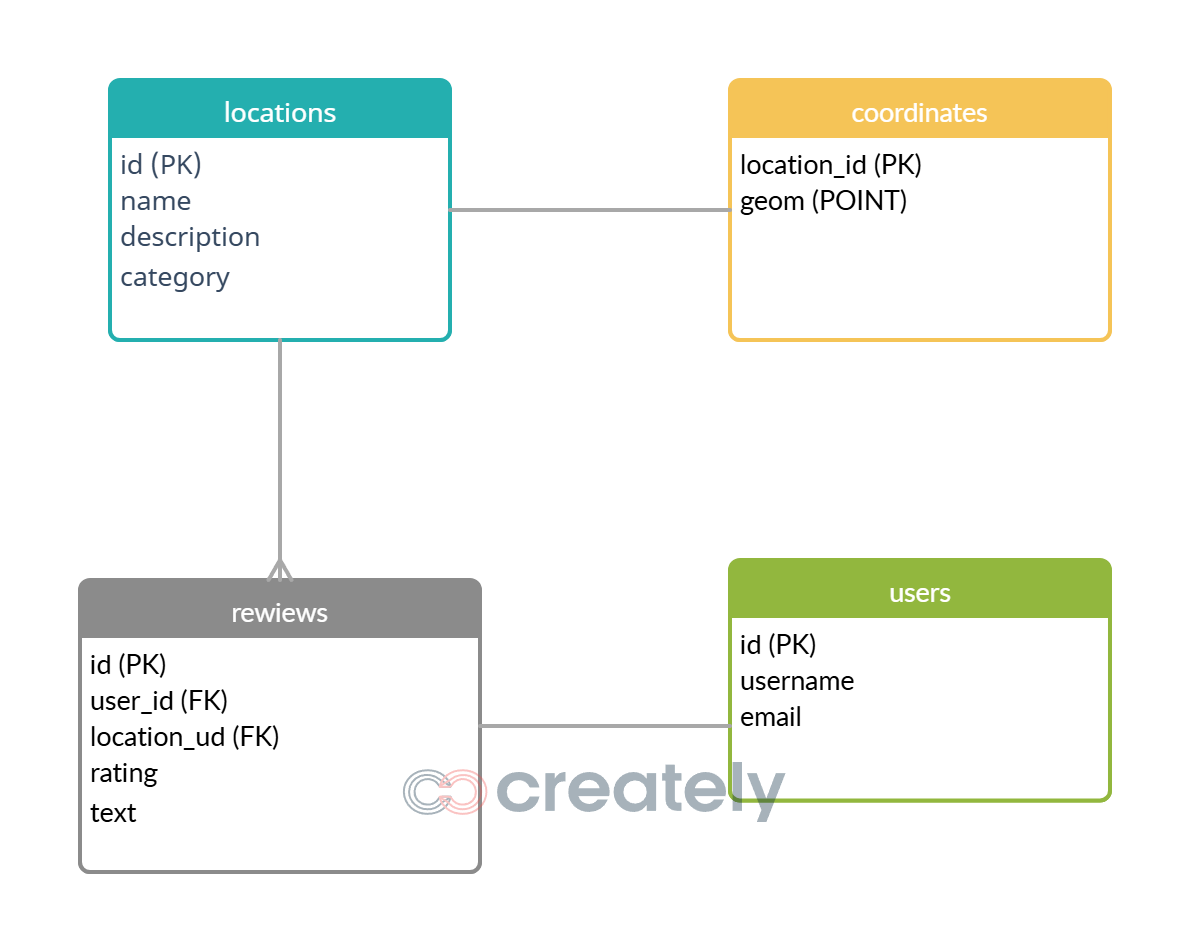 locations
id (PK)
name
description
category
coordinates
location_id (PK)
geom (POINT)
rewiews
id (PK)
user_id (FK)
location_ud (FK)
rating
text
users
id (PK)
username
email
creately